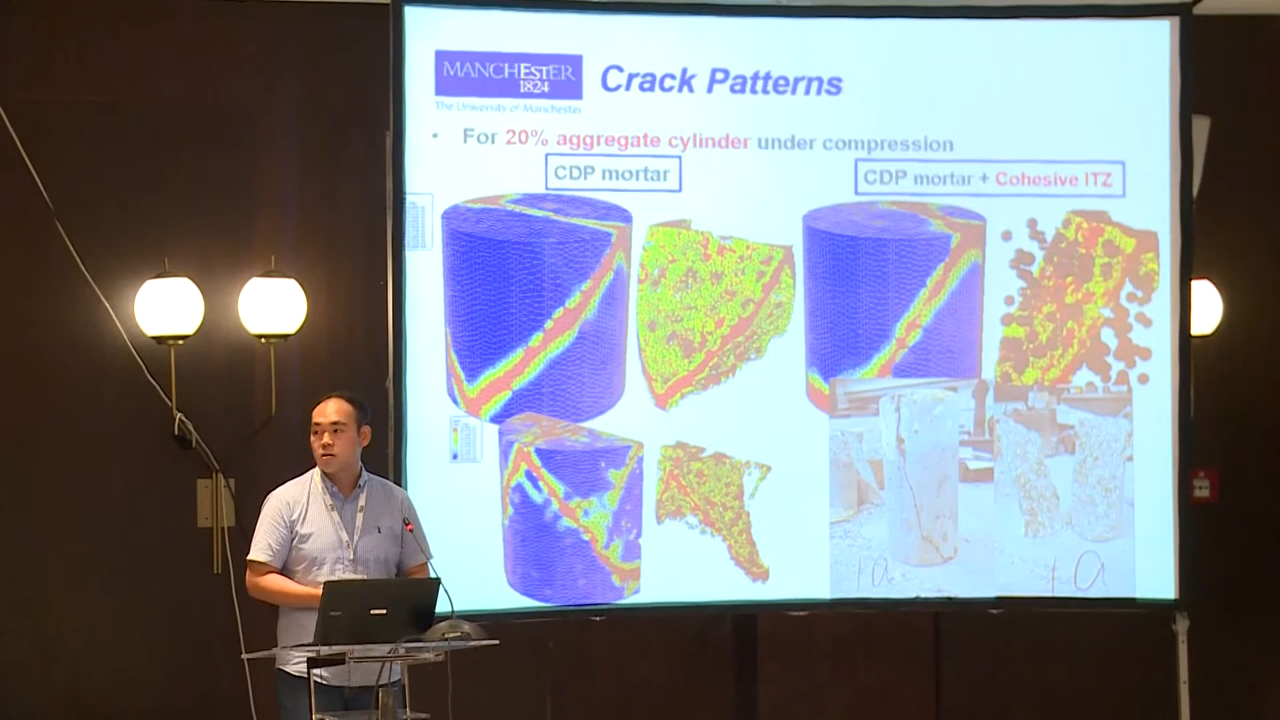 MANCHESTER
1824
The University of Manchester
Crack Patterns
• For 20% aggregate cylinder under compression
CDP mortar
CDP mortar + Cohesive ITZ